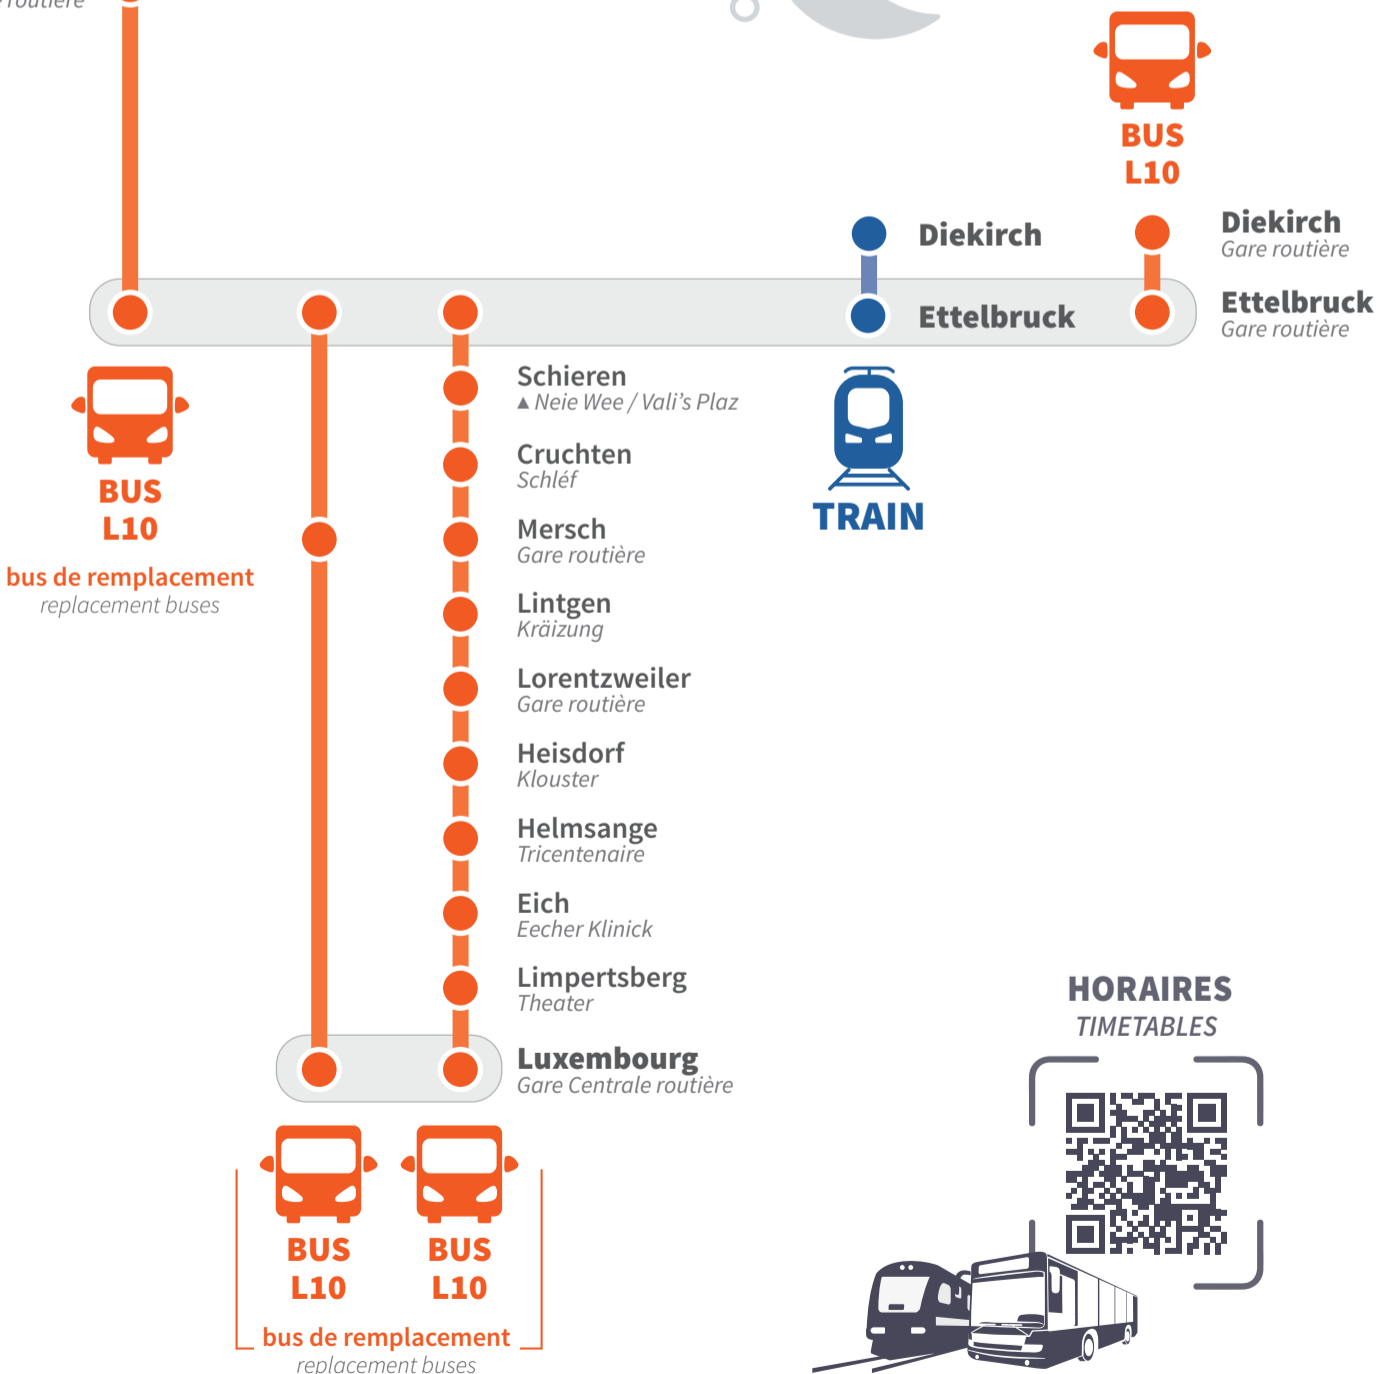 routière
BUS
L10
Diekirch
Diekirch
Gare routière
Ettelbruck
Ettelbruck
Gare routière
BUS
L10
bus de remplacement
replacement buses
TRAIN
Schieren
▲ Neie Wee / Vali’s Plaz
Cruchten
Schléf
Mersch
Gare routière
Lintgen
Kräizung
Lorentzweiler
Gare routière
Heisdorf
Klouster
Helmsange
Tricentenaire
Eich
Eecher Klinick
Limpertsberg
Theater
Luxembourg
Gare Centrale routière
HORAIRES
TIMETABLES
BUS
L10
BUS
L10
bus de remplacement
replacement buses